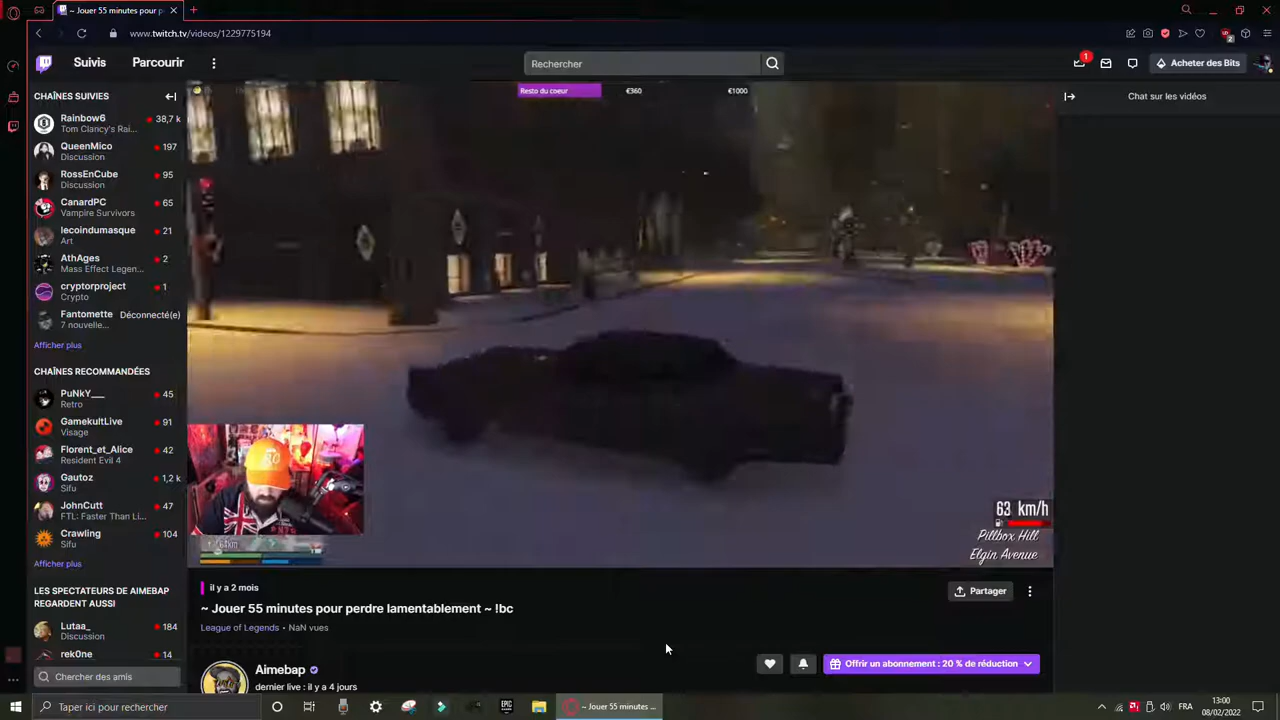 ~ Jouer 55 minutes pour p
www.twitch.tv/videos/1229775194
2
Suivis
Parcourir
Rechercher
1
Acheter des Bits
CHAÎNES SUIVIES
Rainbow6
38,7 k
Tom Clancy's Rai...
QueenMico
197
Discussion
RossEnCube
95
Discussion
CanardPC
65
Vampire Survivors
lecoindumasque
21
Art
AthAges
2
Mass Effect Legen...
cryptorproject
1
Crypto
Fantomette
Déconnecté(e)
7 nouvelle...
Afficher plus
CHAÎNES RECOMMANDÉES
PuNkY___
45
Retro
GamekultLive
91
Visage
Florent_et_Alice
42
Resident Evil 4
Gautoz
1,2 k
Sifu
JohnCutt
47
FTL: Faster Than Li...
Crawling
104
Sifu
Afficher plus
LES SPECTATEURS DE AIMEBAP
REGARDENT AUSSI
Lutaa_
184
Discussion
rek0ne
14
Chercher des amis
Resto du coeur
€360
€1000
63 km/h
Pillbox Hill
Elgin Avenue
Chat sur les vidéos
il y a 2 mois
Partager
~ Jouer 55 minutes pour perdre lamentablement ~ !bc
League of Legends • NaN vues
Aimebap
dernier live : il y a 4 jours
Offrir un abonnement : 20 % de réduction
Taper ici pour rechercher
EPIC
~ Jouer 55 minutes ...
FRA
13:00
08/02/2022